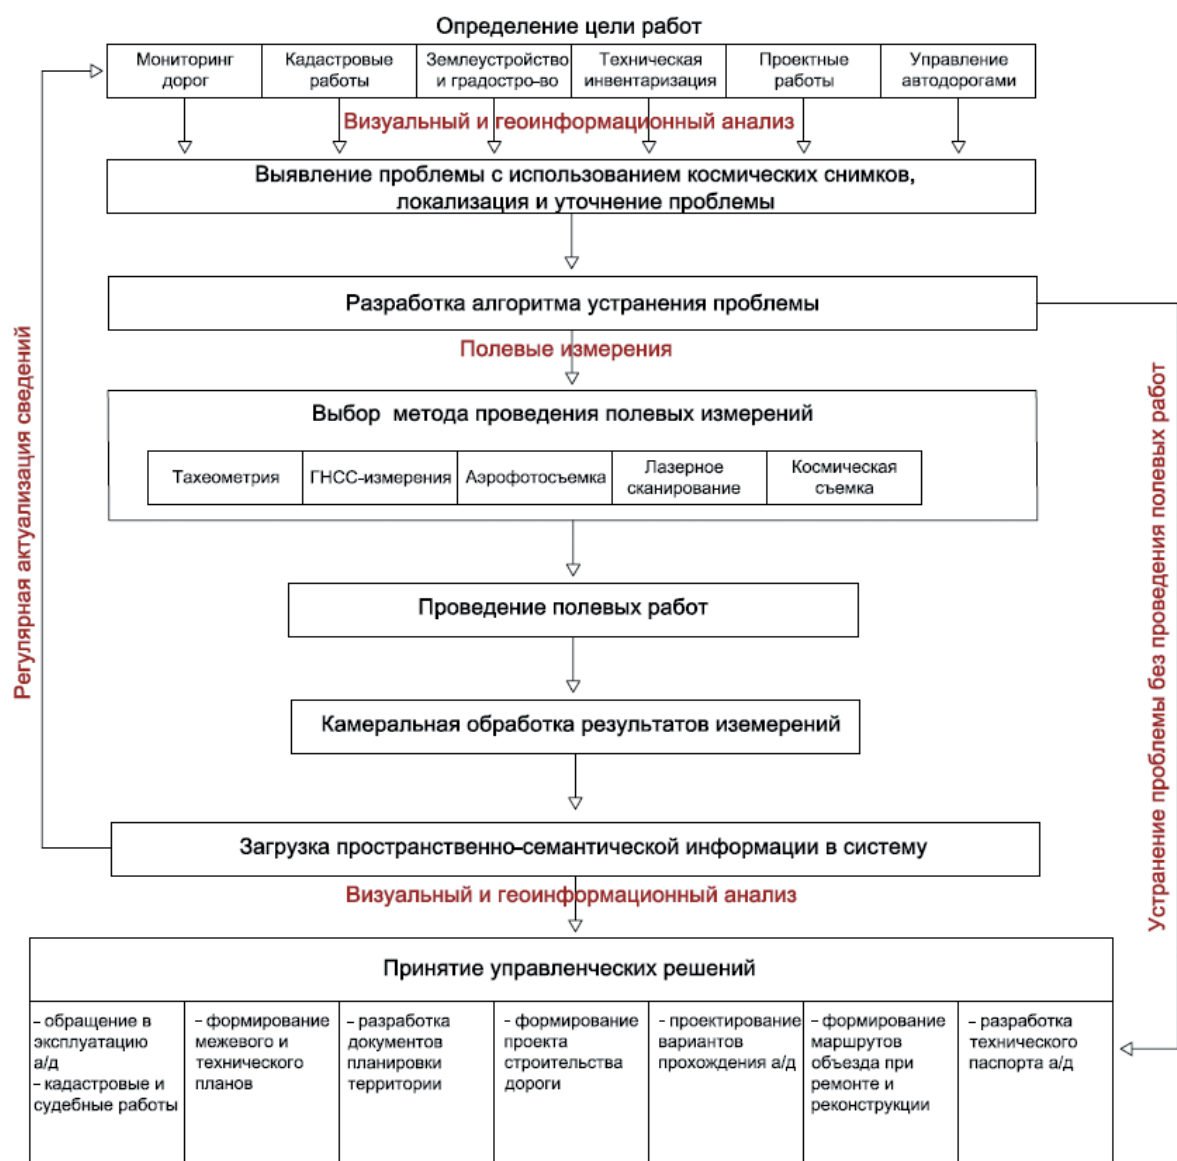 Определение цели работ
Мониторинг
дорог
Кадастровые
работы
Землеустройство
и градостро-во
Техническая
инвентаризация
Проектные
работы
Управление
автодорогами
Визуальный и геоинформационный анализ
Выявление проблемы с использованием космических снимков,
локализация и уточнение проблемы
Разработка алгоритма устранения проблемы
Полевые измерения
Выбор метода проведения полевых измерений
Тахеометрия
ГНСС-измерения
Аэрофотосъемка
Лазерное
сканирование
Космическая
съемка
Проведение полевых работ
Камеральная обработка результатов иземерений
Загрузка пространственно-семантической информации в систему
Визуальный и геоинформационный анализ
Принятие управленческих решений
– обращение в
эксплуатацию
а/д
– кадастровые и
судебные работы
– формирование
межевого и
технического
планов
– разработка
документов
планировки
территории
– формирование
проекта
строительства
дороги
– проектирование
вариантов
прохождения а/д
– формирование
маршрутов
объезда при
ремонте и
реконструкции
– разработка
технического
паспорта а/д
Регулярная актуализация сведений
Устранение проблемы без проведения полевых работ